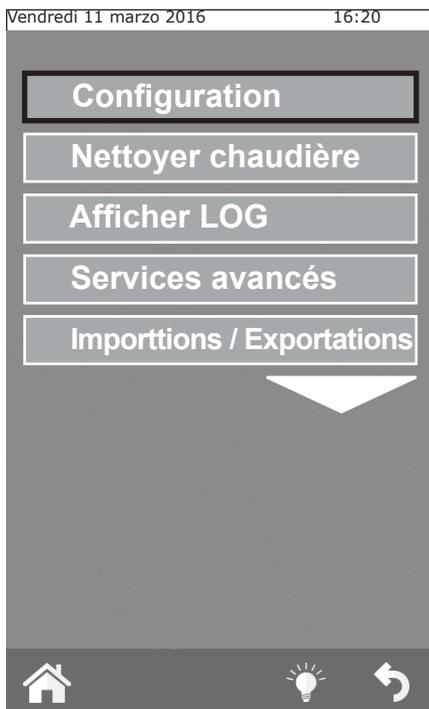 Vendredi 11 marzo 2016 16:20
Configuration
Nettoyer chaudière
Afficher LOG
Services avancés
Importtions / Exportations